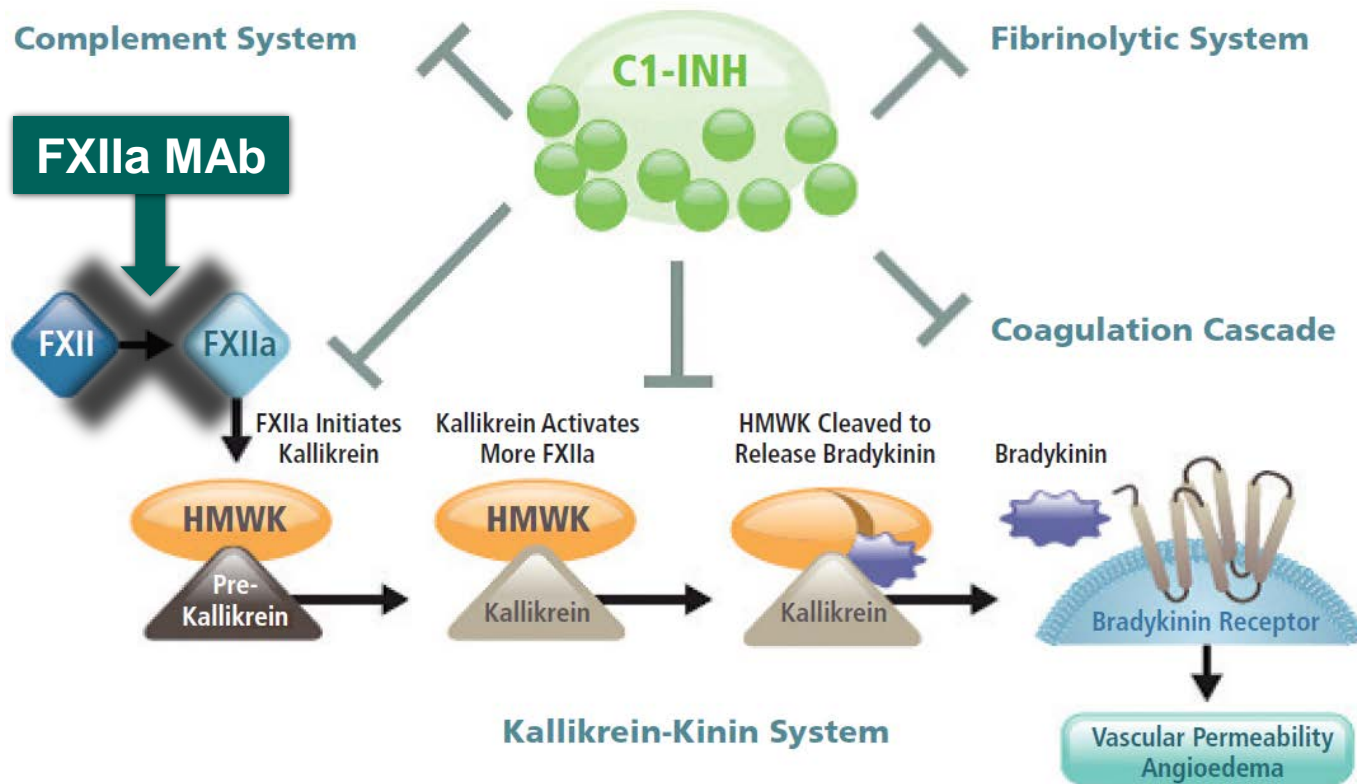 Complement System
C1-INH
Fibrinolytic System
FXIIa MAb
FXII
FXIIa
Coagulation Cascade
FXIIa Initiates
Kallikrein
Kallikrein Activates
More FXIIa
HMWK Cleaved to
Release Bradykinin
Bradykinin
HMWK
Pre-
Kallikrein
HMWK
Kallikrein
Kallikrein
Bradykinin Receptor
Kallikrein-Kinin System
Vascular Permeability
Angioedema